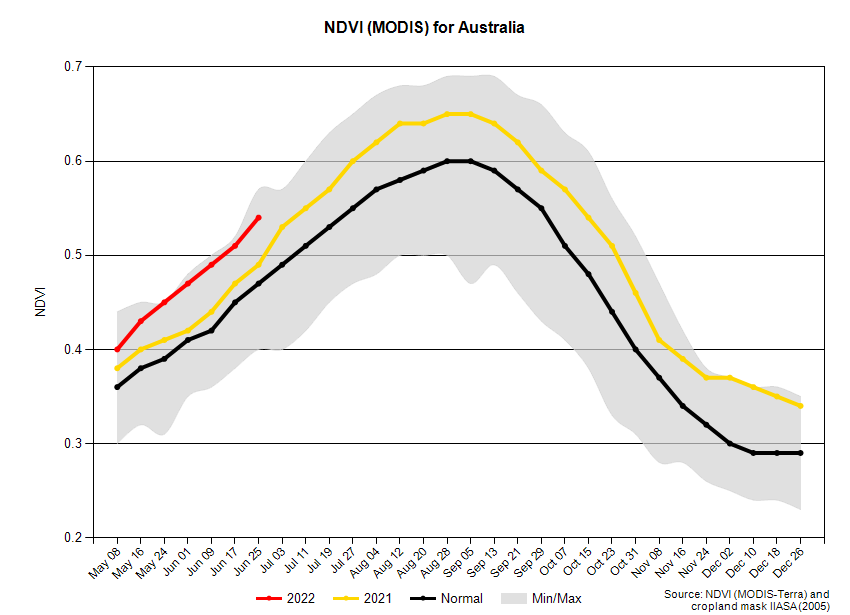 NDVI (MODIS) for Australia
0.7
0.6
0.5
0.4
0.3
0.2
NDVI
May 08
May 16
May 24
Jun 01
Jun 09
Jun 17
Jun 25
Jul 03
Jul 11
Jul 19
Jul 27
Aug 04
Aug 12
Aug 20
Aug 28
Sep 05
Sep 13
Sep 21
Sep 29
Oct 07
Oct 15
Oct 23
Oct 31
Nov 08
Nov 16
Nov 24
Dec 02
Dec 10
Dec 18
Dec 26
2022 2021 Normal Min/Max
Source: NDVI (MODIS-Terra) and
cropland mask IIASA (2005)